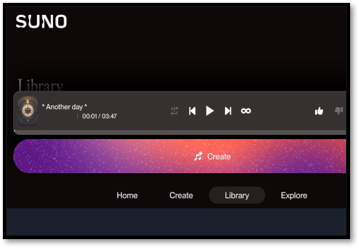 SUNO
Library
* Another day *
00:01 / 03:47
Create
Home Create Library Explore